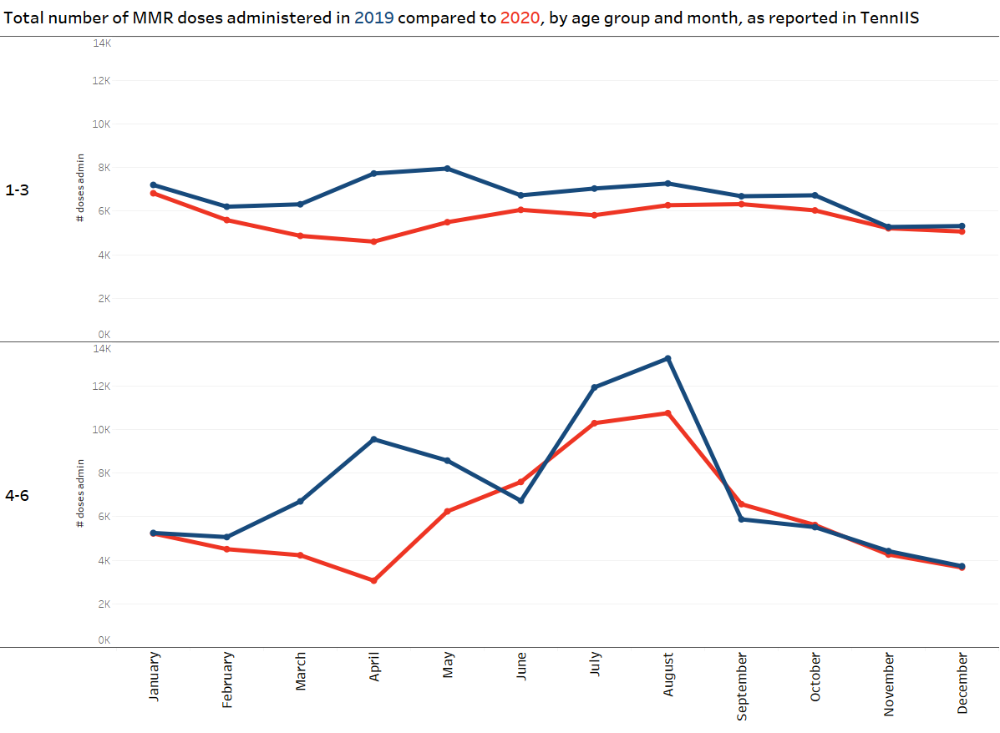 Total number of MMR doses administered in 2019 compared to 2020, by age group and month, as reported in TennIIS
14K
12K
10K
8K
6K
4K
2K
0K
# doses admin
1-3
14K
12K
10K
8K
6K
4K
2K
0K
# doses admin
4-6
January
February
March
April
May
June
July
August
September
October
November
December